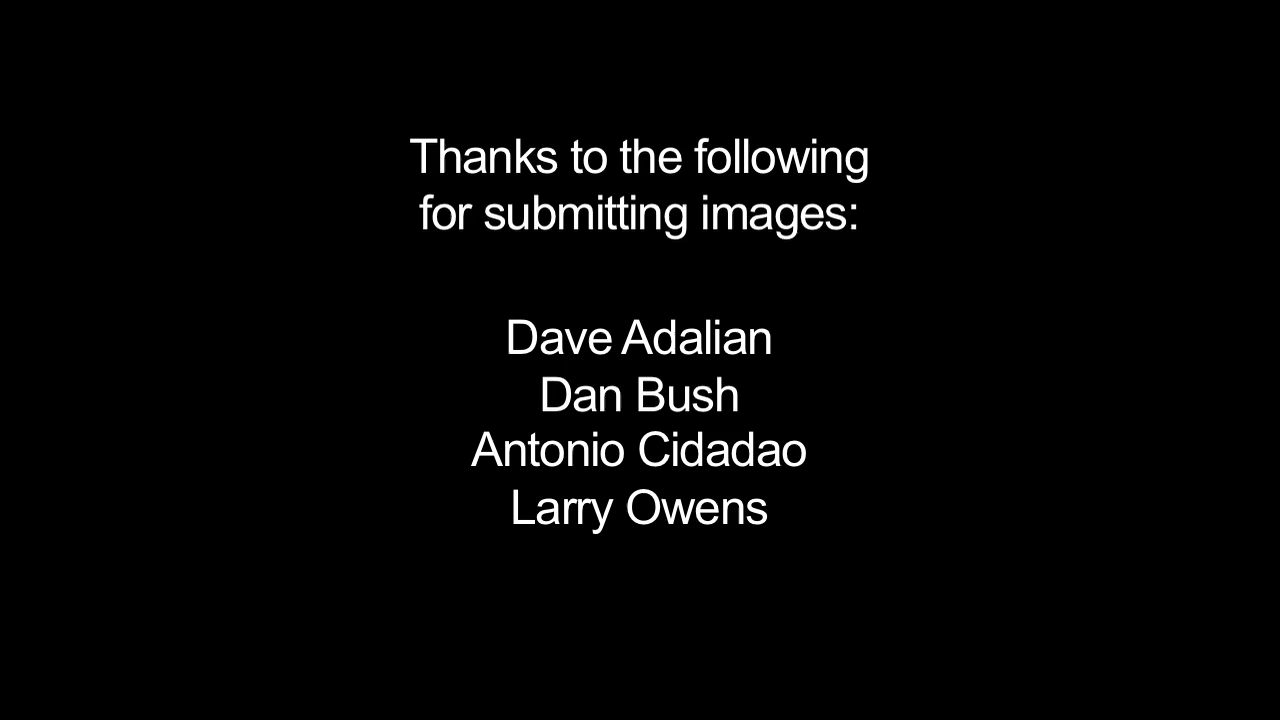 Thanks to the following
for submitting images:
Dave Adalian
Dan Bush
Antonio Cidadao
Larry Owens